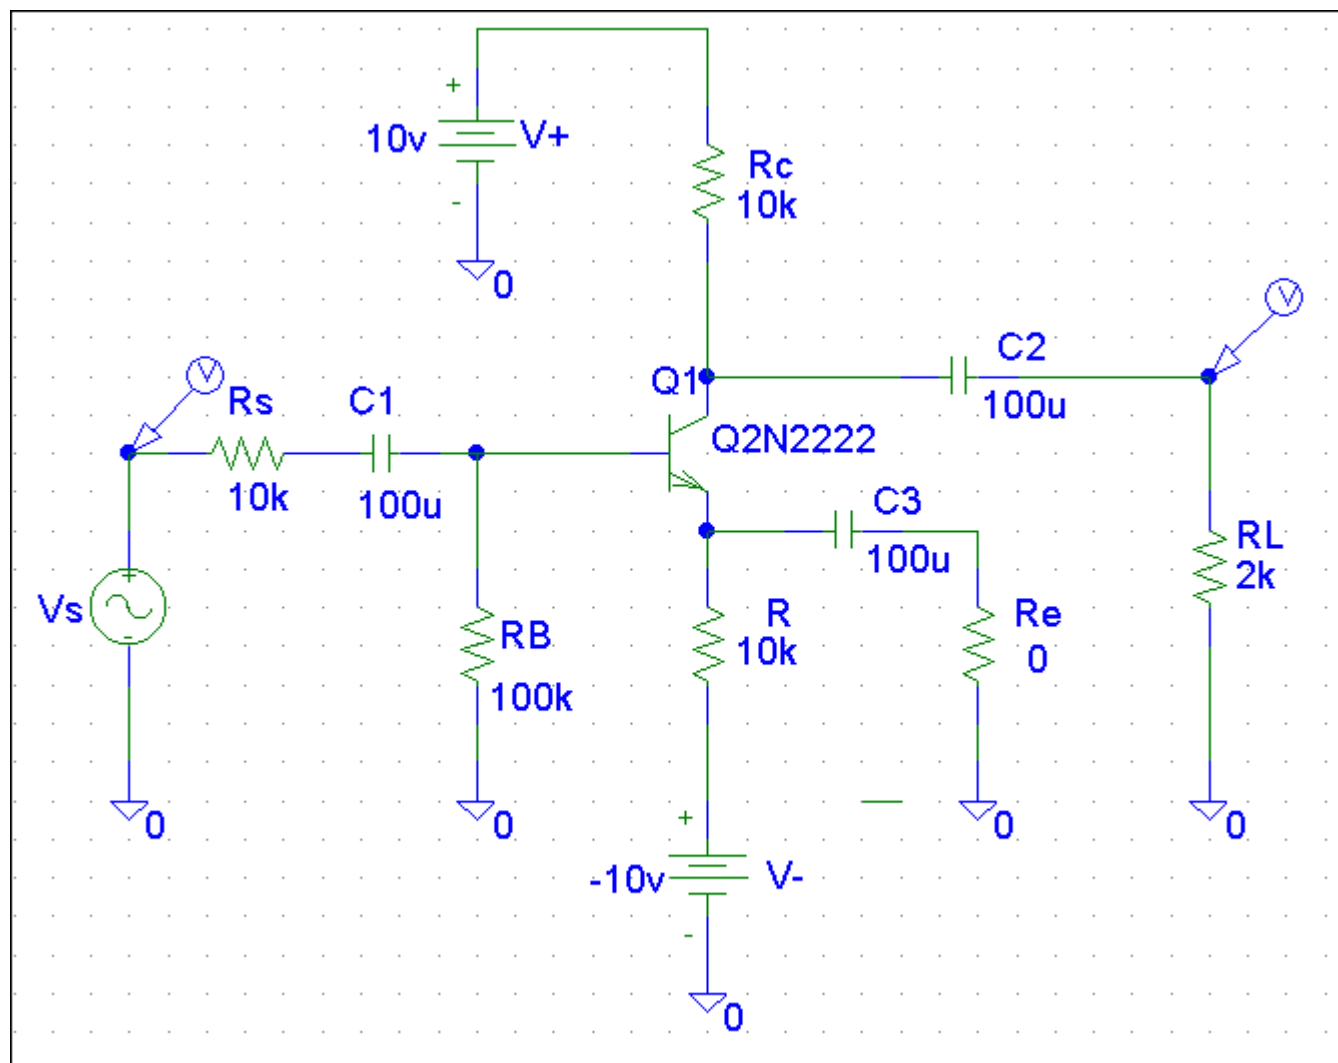 +
10v
V+
-
0
Rc
10k
V
Rs
10k
C1
100u
Q1
Q2N2222
C2
100u
V
C3
100u
Vs
+
-
RB
100k
R
10k
Re
0
RL
2k
0
0
0
0
+
-10v
V-
-
0